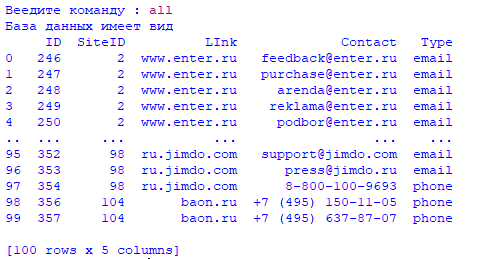 Введите команду : all
База данных имеет вид
ID SiteID LInk Contact Type
0 246 2 www.enter.ru feedback@enter.ru email
1 247 2 www.enter.ru purchase@enter.ru email
2 248 2 www.enter.ru arenda@enter.ru email
3 249 2 www.enter.ru reklama@enter.ru email
4 250 2 www.enter.ru podbor@enter.ru email
.. ... ... ... ... ...
95 352 98 ru.jimdo.com support@jimdo.com email
96 353 98 ru.jimdo.com press@jimdo.com email
97 354 98 ru.jimdo.com 8-800-100-9693 phone
98 356 104 baon.ru +7 (495) 150-11-05 phone
99 357 104 baon.ru +7 (495) 637-87-07 phone
[100 rows x 5 columns]